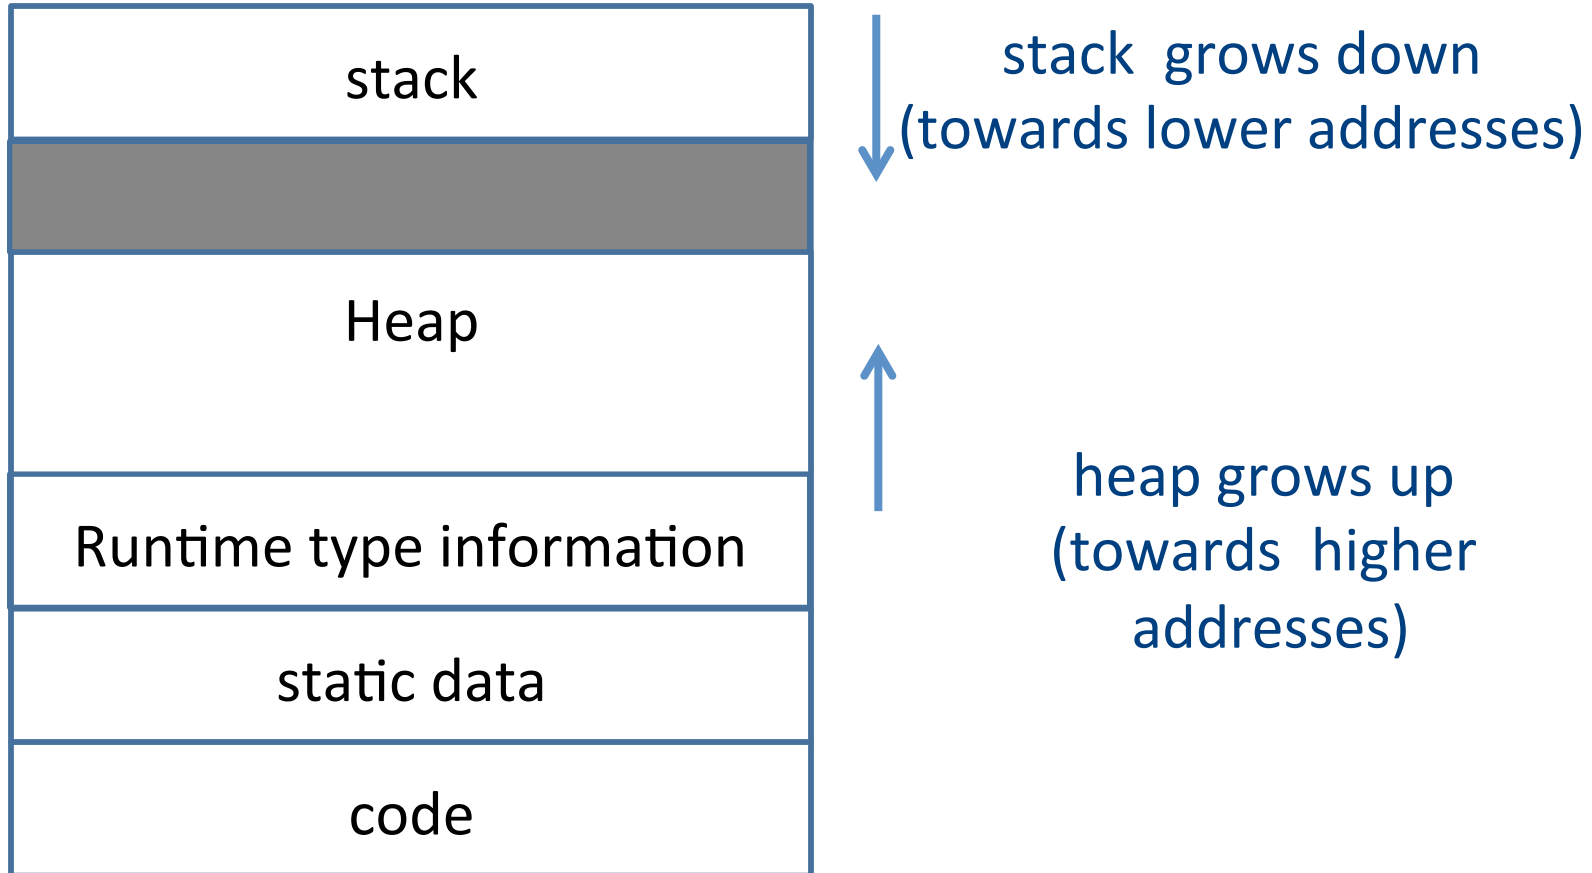 stack
stack grows down
(towards lower addresses)
Heap
heap grows up
(towards higher
addresses)
Runtime type information
static data
code